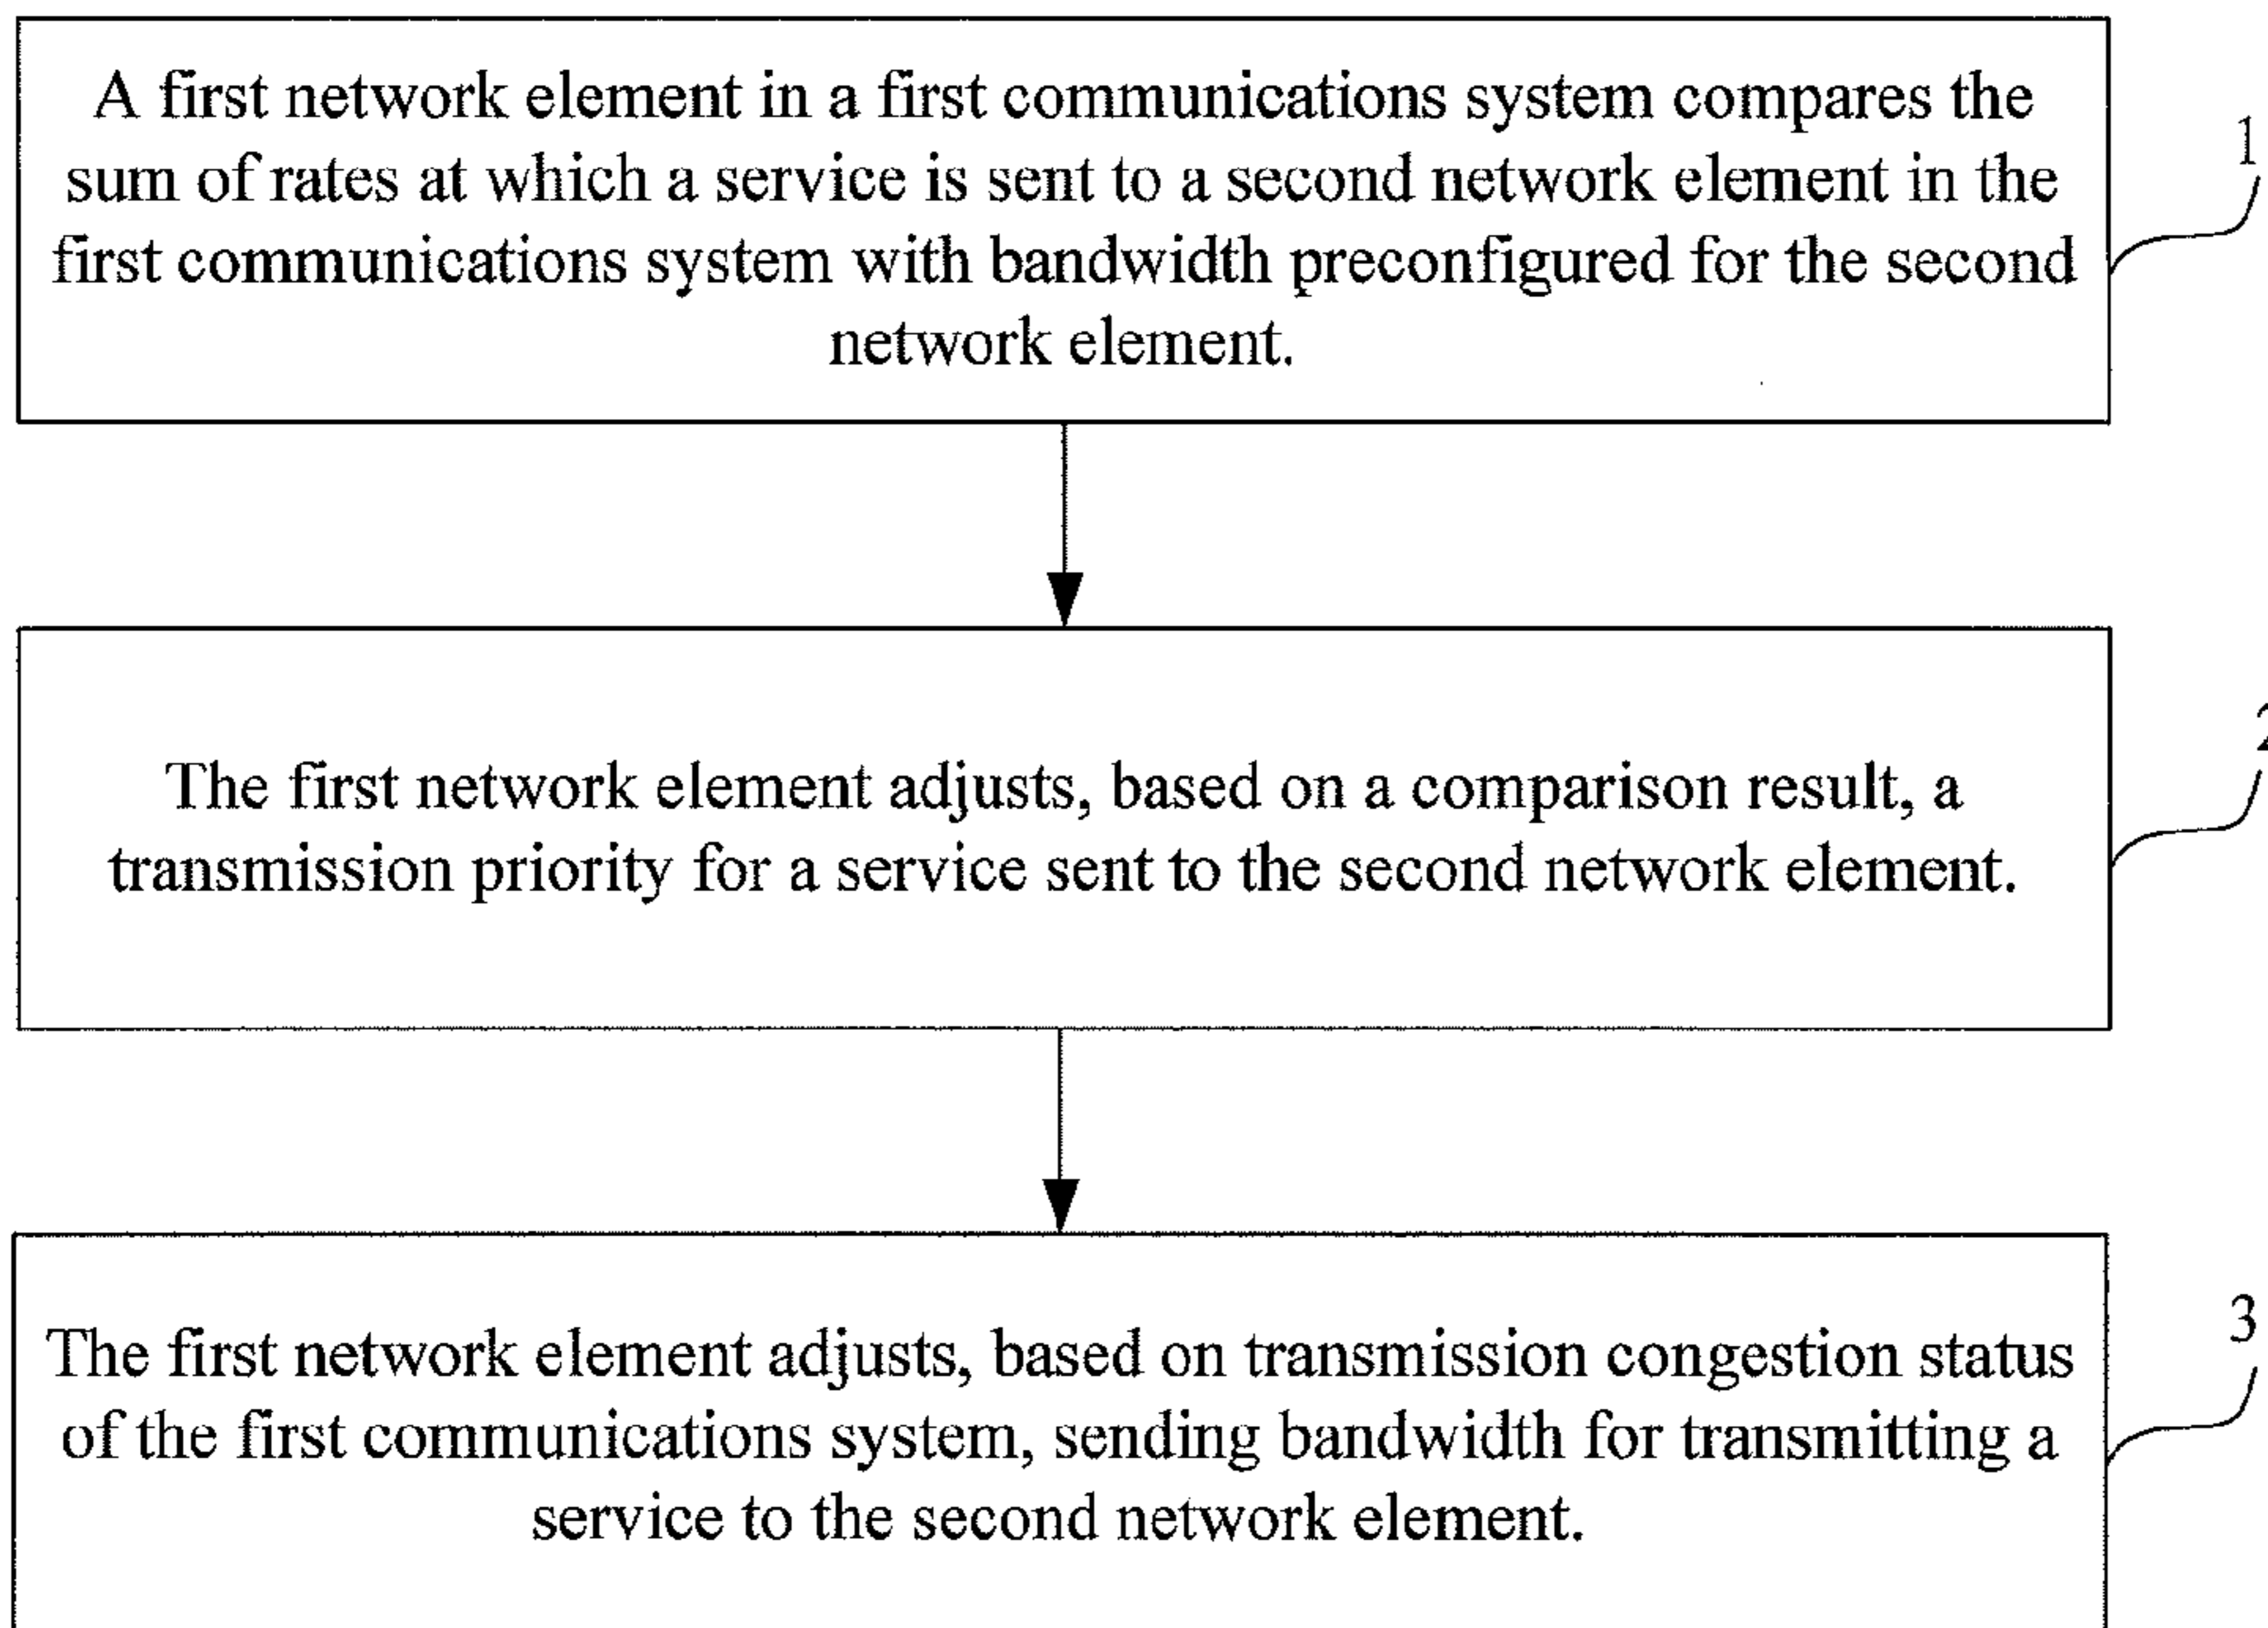 A first network element in a first communications system compares the
sum of rates at which a service is sent to a second network element in the
first communications system with bandwidth preconfigured for the second
network element.
1
The first network element adjusts, based on a comparison result, a
transmission priority for a service sent to the second network element.
2
The first network element adjusts, based on transmission congestion status
of the first communications system, sending bandwidth for transmitting a
service to the second network element.
3